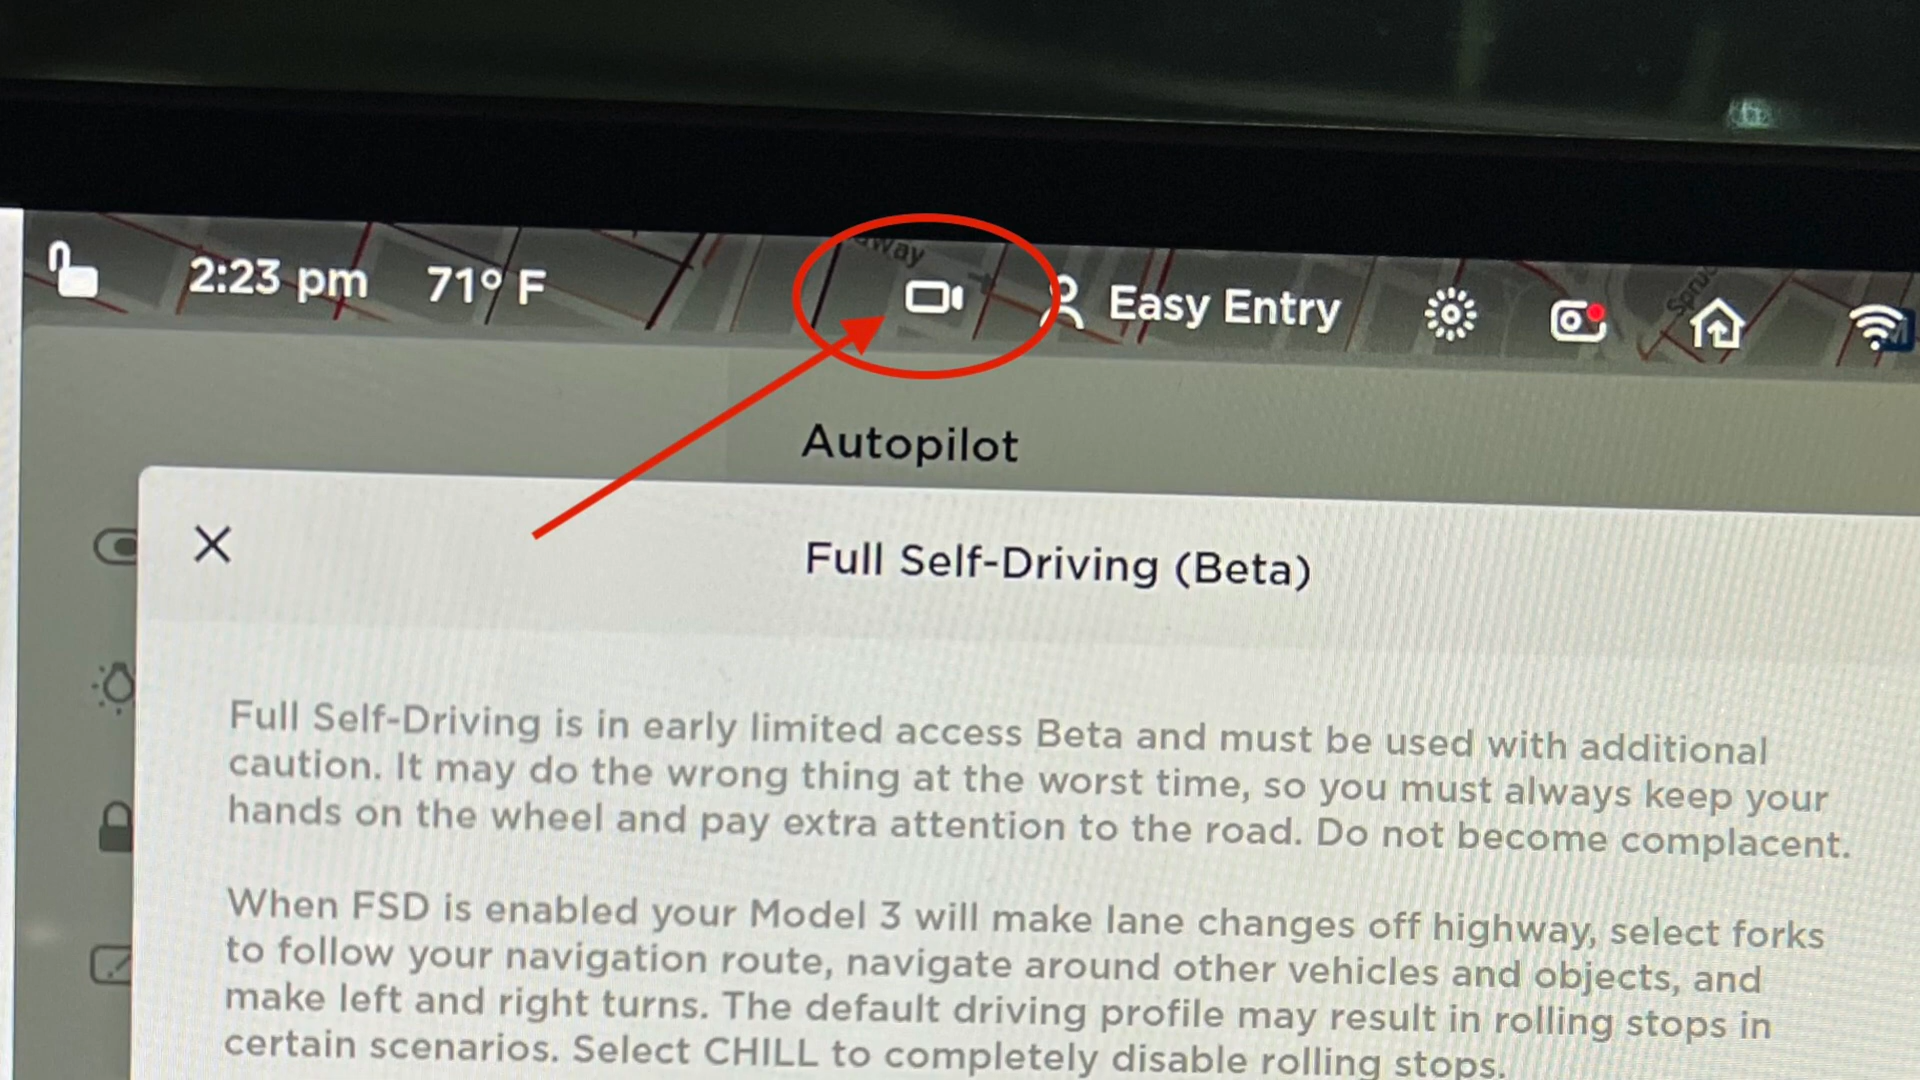 way
2:23 pm 71° F Easy Entry
Autopilot
Full Self-Driving (Beta)
Full Self-Driving is in early limited access Beta and must be used with additional
caution. It may do the wrong thing at the worst time, so you must always keep your
hands on the wheel and pay extra attention to the road. Do not become complacent.
When FSD is enabled your Model 3 will make lane changes off highway, select forks
to follow your navigation route, navigate around other vehicles and objects, and
make left and right turns. The default driving profile may result in rolling stops in
certain scenarios. Select CHILL to completely disable rolling stops.